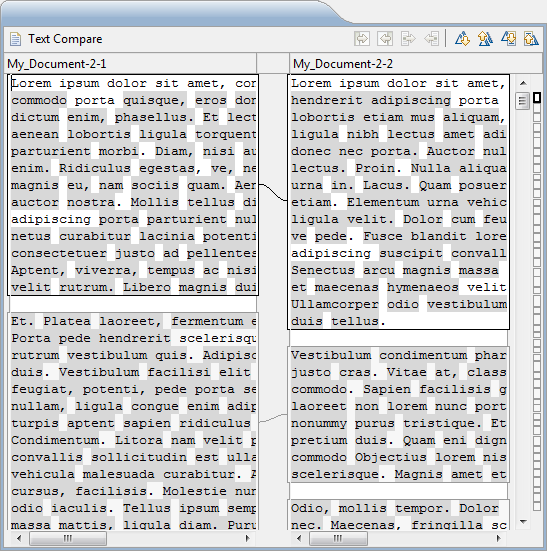 Text Compare
My_Document-2-1
Lorem ipsum dolor sit amet, cor
commodo porta quisque, eros dor
dictum enim, phasellus. Et lect
aenean lobortis ligula torquent
parturient morbi. Diam, nisi au
enim. Ridiculus egestas, ve, ne
magnis eu, nam sociis quam. Aer
auctor nostra. Mollis tellus di
adipiscing porta parturient nul
netus curabitur lacinia potenti
consectetuer justo ad pellentes
Aptent, viverra, tempus ac nisi
velit rutrum. Libero magnis dui
Et. Platea laoreet, fermentum e
Porta pede hendrerit scelerisqu
rutrum vestibulum quis. Adipisc
duis. Vestibulum facilisi elit
feugiat, potenti, pede porta se
nullam, ligula congue enim adip
turpis aptent sapien ridiculus
Condimentum. Litora nam velit p
convallis sollicitudin est ulla
vehicula malesuada curabitur. A
cursus, facilisis. Molestie nun
odio iaculis. Tellus ipsum semp
massa mattis, ligula diam. Puru
My_Document-2-2
Lorem ipsum dolor sit amet,
hendrerit adipiscing porta
lobortis etiam mus aliquam,
ligula nibh lectus amet adi
donec nec porta. Auctor nul
lectus. Proin. Nulla aliqua
urna in. Lacus. Quam posuer
etiam. Elementum urna vehic
ligula velit. Dolor cum feu
ve pede. Fusce blandit lore
adipiscing suscipit convall
Senectus arcu magnis massa
et maecenas hymenaeos velit
Ullamcorper odio vestibulum
duis tellus.
Vestibulum condimentum phar
justo cras. Vitae at, class
commodo. Sapien facilisis g
laoreet non lorem nunc port
nonummy purus tristique. Et
pretium duis. Quam eni dign
commodo Objectius lorem nis
scelerisque. Magnis amet et
Odio, mollis tempor. Dolor
nec. Maecenas, fringilla sc